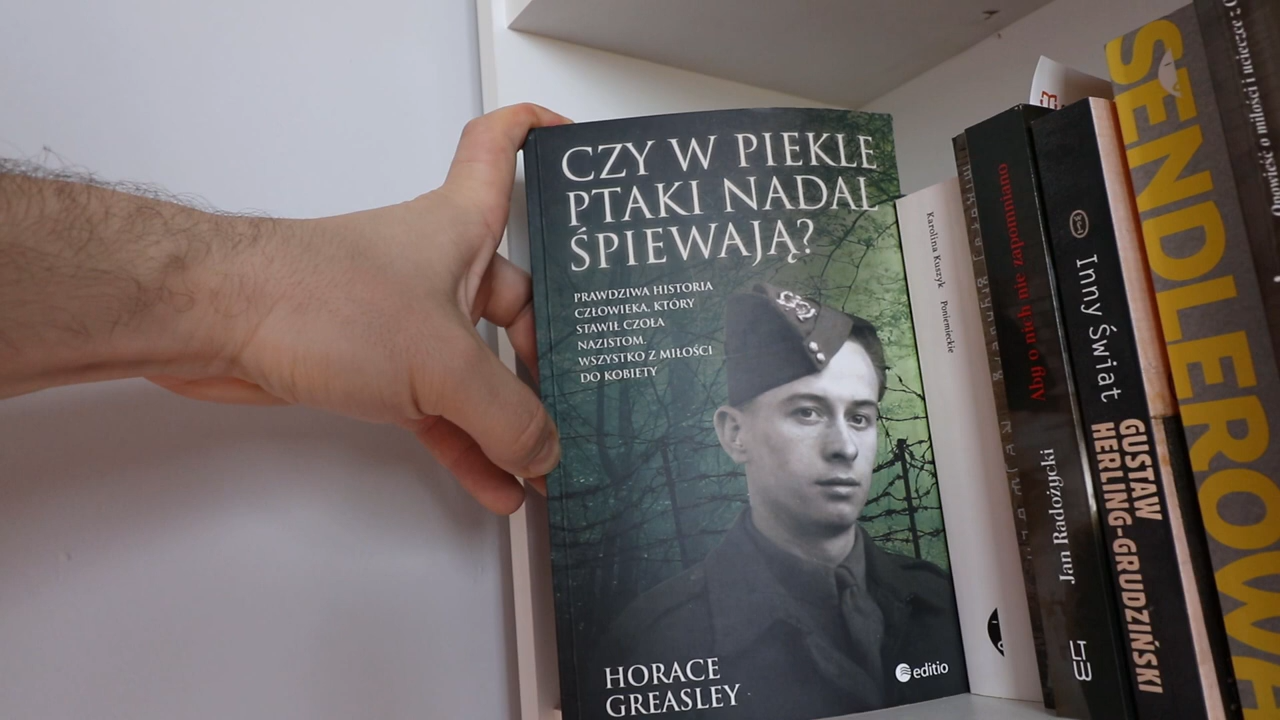 CZY W PIEKLE
PTAKI NADAL
ŚPIEWAJĄ?
PRAWDZIWA HISTORIA
CZŁOWIEKA, KTÓRY
STAWIŁ CZOŁA
NAZISTOM.
WSZYSTKO Z MIŁOŚCI
DO KOBIETY
HORACE
GREASLEY
editio
Karolina Kuszyk Poniemieckie
Jan Radożycki Aby o nich nie zapomniano
Inny Świat
GUSTAW
HERLING-GRUDZIŃSKI
SENDLEROWA
Opowieść o miłości i ucieczce z